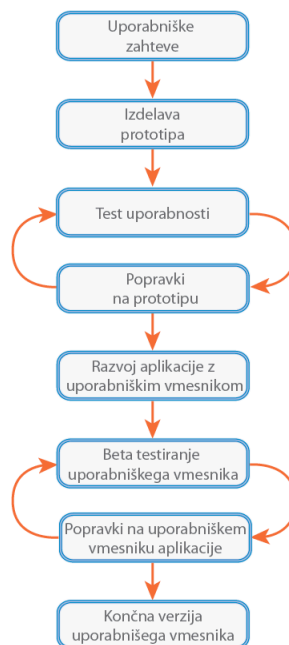 Uporabniške
zahteve
Izdelava
prototipa
Test uporabnosti
Popravki
na prototipu
Razvoj aplikacije z
uporabniškim vmesnikom
Beta testiranje
uporabniškega vmesnika
Popravki na uporabniškem
vmesniku aplikacije
Končna verzija
uporabnišega vmesnika